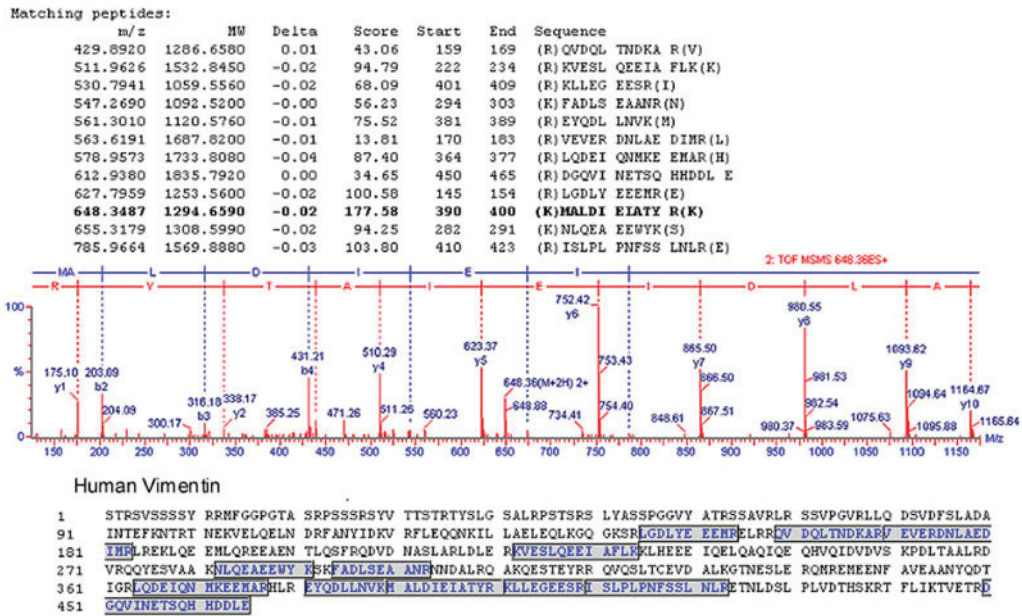 Matching peptides:
m/z MW Delta Score Start End Sequence
429.8920 1286.6580 0.01 43.06 159 169 (R)QVDQL TNDKA R(V)
511.9626 1532.8450 -0.02 94.79 222 234 (R)KVESL QEEIA FLK(K)
530.7941 1059.5560 -0.02 68.09 401 409 (R)KLLEG EESR(I)
547.2690 1092.5200 -0.00 56.23 294 303 (K)FADLS EAANR(N)
561.3010 1120.5760 -0.01 75.52 381 389 (R)EYQDL LNVK(M)
563.6191 1687.8200 -0.01 13.81 170 183 (R)VEVER DNLAE DIMR(L)
578.9573 1733.8080 -0.04 87.40 364 377 (R)LQDEI QNMKE EMAR(H)
612.9380 1835.7920 0.00 34.65 450 465 (R)DGQVI NETSQ HHDDL E
627.7959 1253.5600 -0.02 100.58 145 154 (R)LGDLY EEEMR(E)
648.3487 1294.6590 -0.02 177.58 390 400 (K)MALDI EIATY R(K)
655.3179 1308.5990 -0.02 94.25 282 291 (K)NLQEA EEWYK(S)
785.9664 1569.8880 -0.03 103.80 410 423 (R)ISLPL PNFSS LNLR(E)
2: TOF MSMS 648.36ES+
MA L D I E I
R Y T A I E I D L A
100
%
0
175.10 y1
203.09 b2
204.09
300.17
316.18 b3
338.17 y2
385.25
431.21 b4
471.26
510.29 y4
511.26
560.23
623.37 y5
648.36(M+2H) 2+
648.88
734.41
752.42 y6
753.43
754.40
848.61
865.50 y7
866.50
867.51
980.37
980.55 y8
981.53
982.54
983.59
1075.63
1093.62 y9
1094.64
1095.88
1164.67 y10
1165.64
150 200 250 300 350 400 450 500 550 600 650 700 750 800 850 900 950 1000 1050 1100 1150 M/z
Human Vimentin
1 STRSVSSSSY RRMFGGPGTA SRPSSSRSYV TTSTRTYSLG SALRPSTSRS LYASSPGGVY ATRSSAVRLR SSVPGVRLLQ DSVDFSLADA
91 INTEFKNTRT NEKVELQELN DRFANYIDKV RFLEQQNKIL LAELEQLKGQ GKSRLGDLYE EEMRELRRQV DQLTNDKARV EVERDNLAED
181 IMRLREKLQE EMLQREEAEN TLQSFRQDVD NASLARLDLE RKVESLQEEI AFLKKLHEEE IQELQAQIQE QHVQIDVDVS KPDLTAALRD
271 VRQQYESVAA KNLQEAEEWY KSKFADLSEA ANRNNDALRQ AKQESTEYRR QVQSLTCEVD ALKGTNESLE RQMREMEENF AVEAANYQDT
361 IGRLQDEIQN MKEEMARHLR EYQDLLNVKM ALDIEIATYR KLLEGEESRI SLPLPNFSSL NLRETNLDSL PLVDTHSKRT FLIKTVETRD
451 GQVINETSQH HDDLE